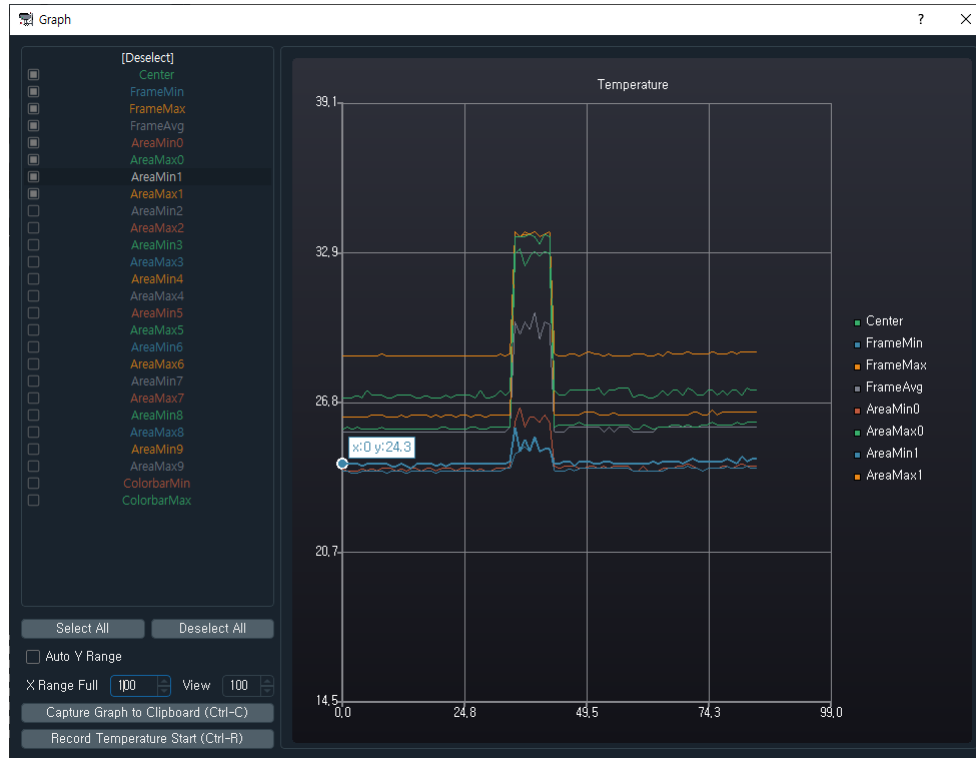 Graph
?
[Deselect]
Center
FrameMin
FrameMax
FrameAvg
AreaMin0
AreaMax0
AreaMin1
AreaMax1
AreaMin2
AreaMax2
AreaMin3
AreaMax3
AreaMin4
AreaMax4
AreaMin5
AreaMax5
AreaMin6
AreaMax6
AreaMin7
AreaMax7
AreaMin8
AreaMax8
AreaMin9
AreaMax9
ColorbarMin
ColorbarMax
Select All Deselect All
Auto Y Range
X Range Full 100 View 100
Capture Graph to Clipboard (Ctrl-C)
Record Temperature Start (Ctrl-R)
Temperature
39,1
32,9
26,8
20,7
14,5
x:0 y:24.3
0,0 24,8 49,5 74,3 99,0
Center
FrameMin
FrameMax
FrameAvg
AreaMin0
AreaMax0
AreaMin1
AreaMax1